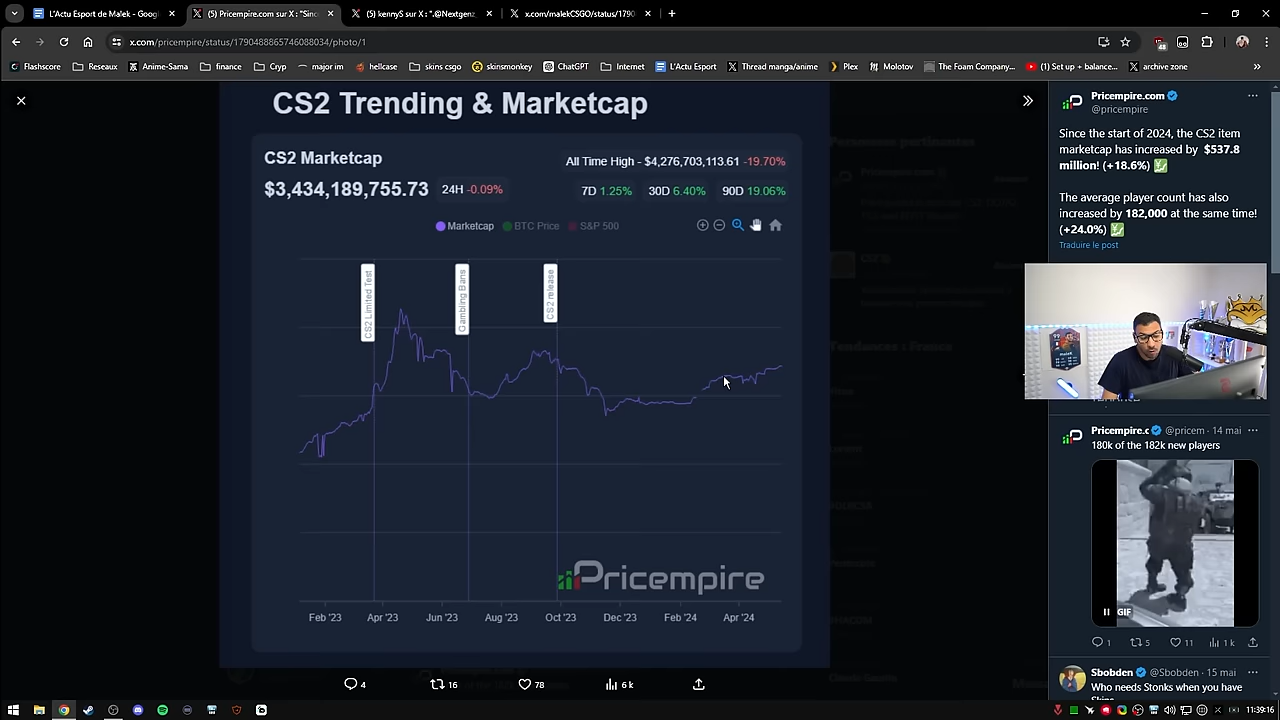 L'Actu Esport de Malek - Googl
(5) Pricempire.com sur X : "Sinc
(5) kennyS sur X : ".@Nextgenz
x.com/malekCSGO/status/1790
x.com/pricempire/status/1790488865746088034/photo/1
Flashscore
Reseaux
Anime-Sama
finance
Cryp
major im
hellcase
skins csgo
skinsmonkey
ChatGPT
Internet
L'Actu Esport
Thread manga/anime
Plex
Molotov
The Foam Company...
(1) Set up + balance...
archive zone
CS2 Trending & Marketcap
CS2 Marketcap
All Time High - $4,276,703,113.61 -19.70%
$3,434,189,755.73
24H -0.09%
7D 1.25%
30D 6.40%
90D 19.06%
Marketcap
BTC Price
S&P 500
CS2 Limited Test
Gambling Bans
CS2 release
Pricempire
Feb '23
Apr '23
Jun '23
Aug '23
Oct '23
Dec '23
Feb '24
Apr '24
4
16
78
6 k
Personnes pertinentes
Tendances : France
Pricempire.com
@pricempire
Since the start of 2024, the CS2 item
marketcap has increased by $537.8
million! (+18.6%)
The average player count has also
increased by 182,000 at the same time!
(+24.0%)
Traduire le post
Pricempire.c @pricem · 14 mai
180k of the 182k new players
GIF
1
5
11
1 k
Sbobden @Sbobden · 15 mai
Who needs Stonks when you have
11:39:16